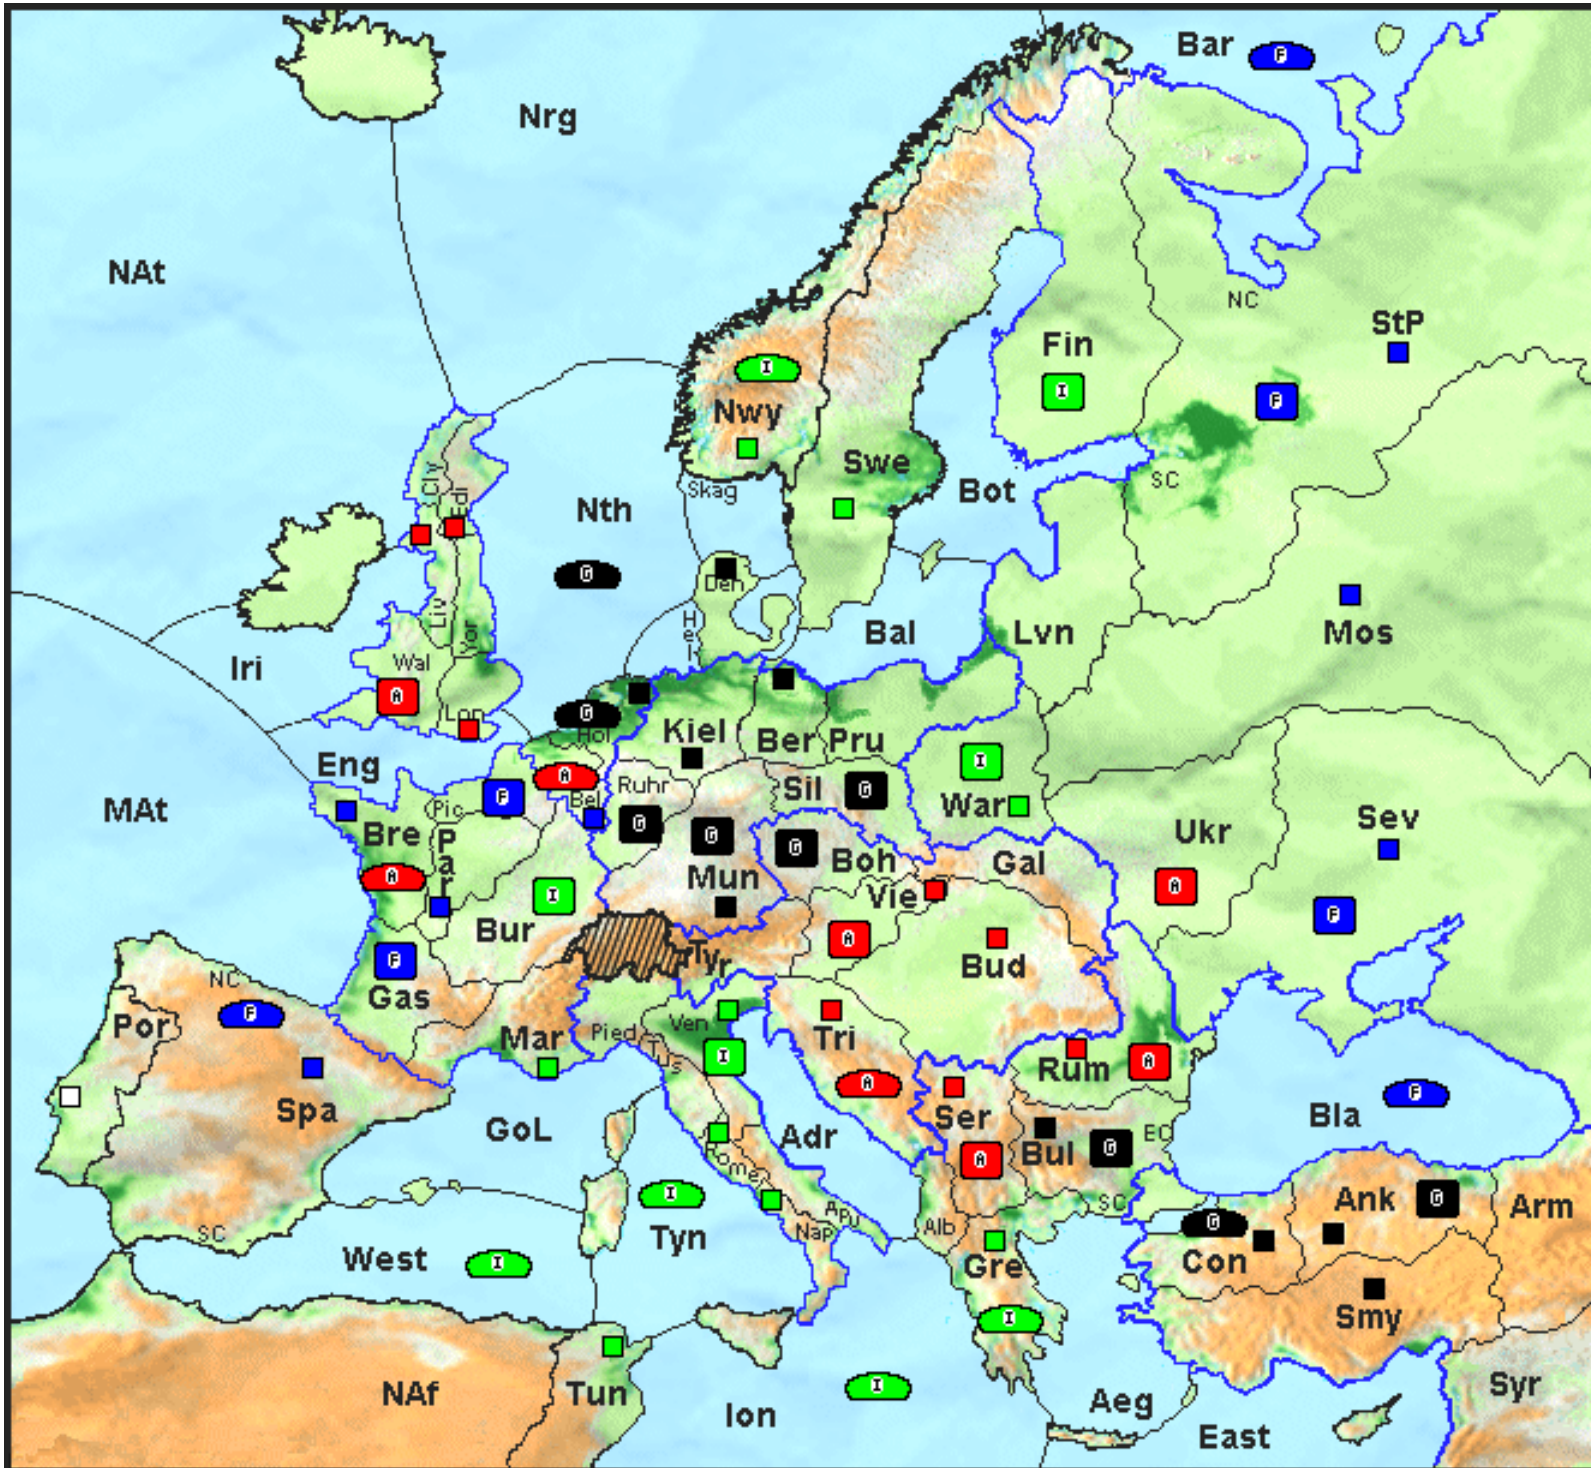 Bar
F
Nrg
NAt
NC
StP
Fin
I
I
F
Nwy
Swe
Cly
Edi
SC
Skag
Bot
Nth
G
Den
Hel
Liv
Yor
Bal
Lvn
Mos
Iri
Wal
A
Lon
G
Hol
Kiel
Ber
Pru
Eng
A
I
F
Ruhr
Sil
G
War
MAt
Pic
Bel
Bre
Par
G
G
G
Boh
Gal
Ukr
Sev
A
Mun
Vie
A
I
F
Bur
A
Bud
F
Gas
Tyr
NC
F
Por
Mar
Pied
Ven
Tri
Tus
I
Rum
A
Spa
A
Ser
F
Bla
GoL
Adr
Bul
G
EC
Rome
A
I
Ank
G
Arm
SC
SC
Apu
Alb
G
Nap
West
I
Tyn
Gre
Con
I
Smy
NAf
Tun
I
Ion
Aeg
Syr
East